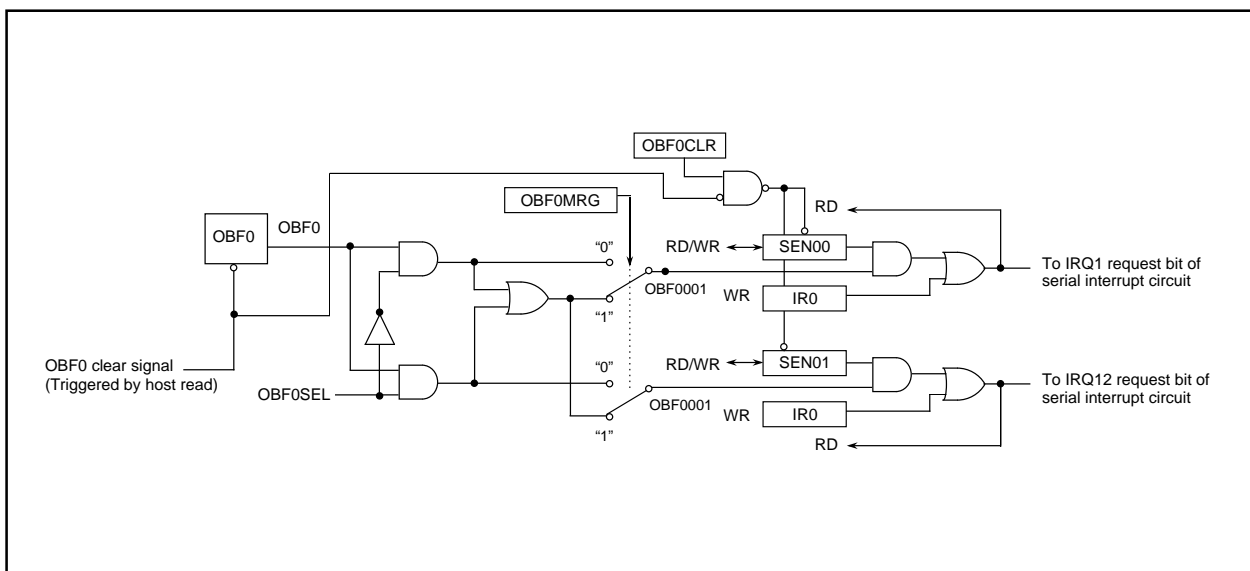 OBF0CLR
OBF0MRG
RD
OBF0
OBF0
“0”
RD/WR
SEN00
To IRQ1 request bit of
serial interrupt circuit
OBF0001
WR
IR0
“1”
OBF0 clear signal
(Triggered by host read)
“0”
RD/WR
SEN01
OBF0SEL
To IRQ12 request bit of
serial interrupt circuit
OBF0001
WR
IR0
“1”
RD